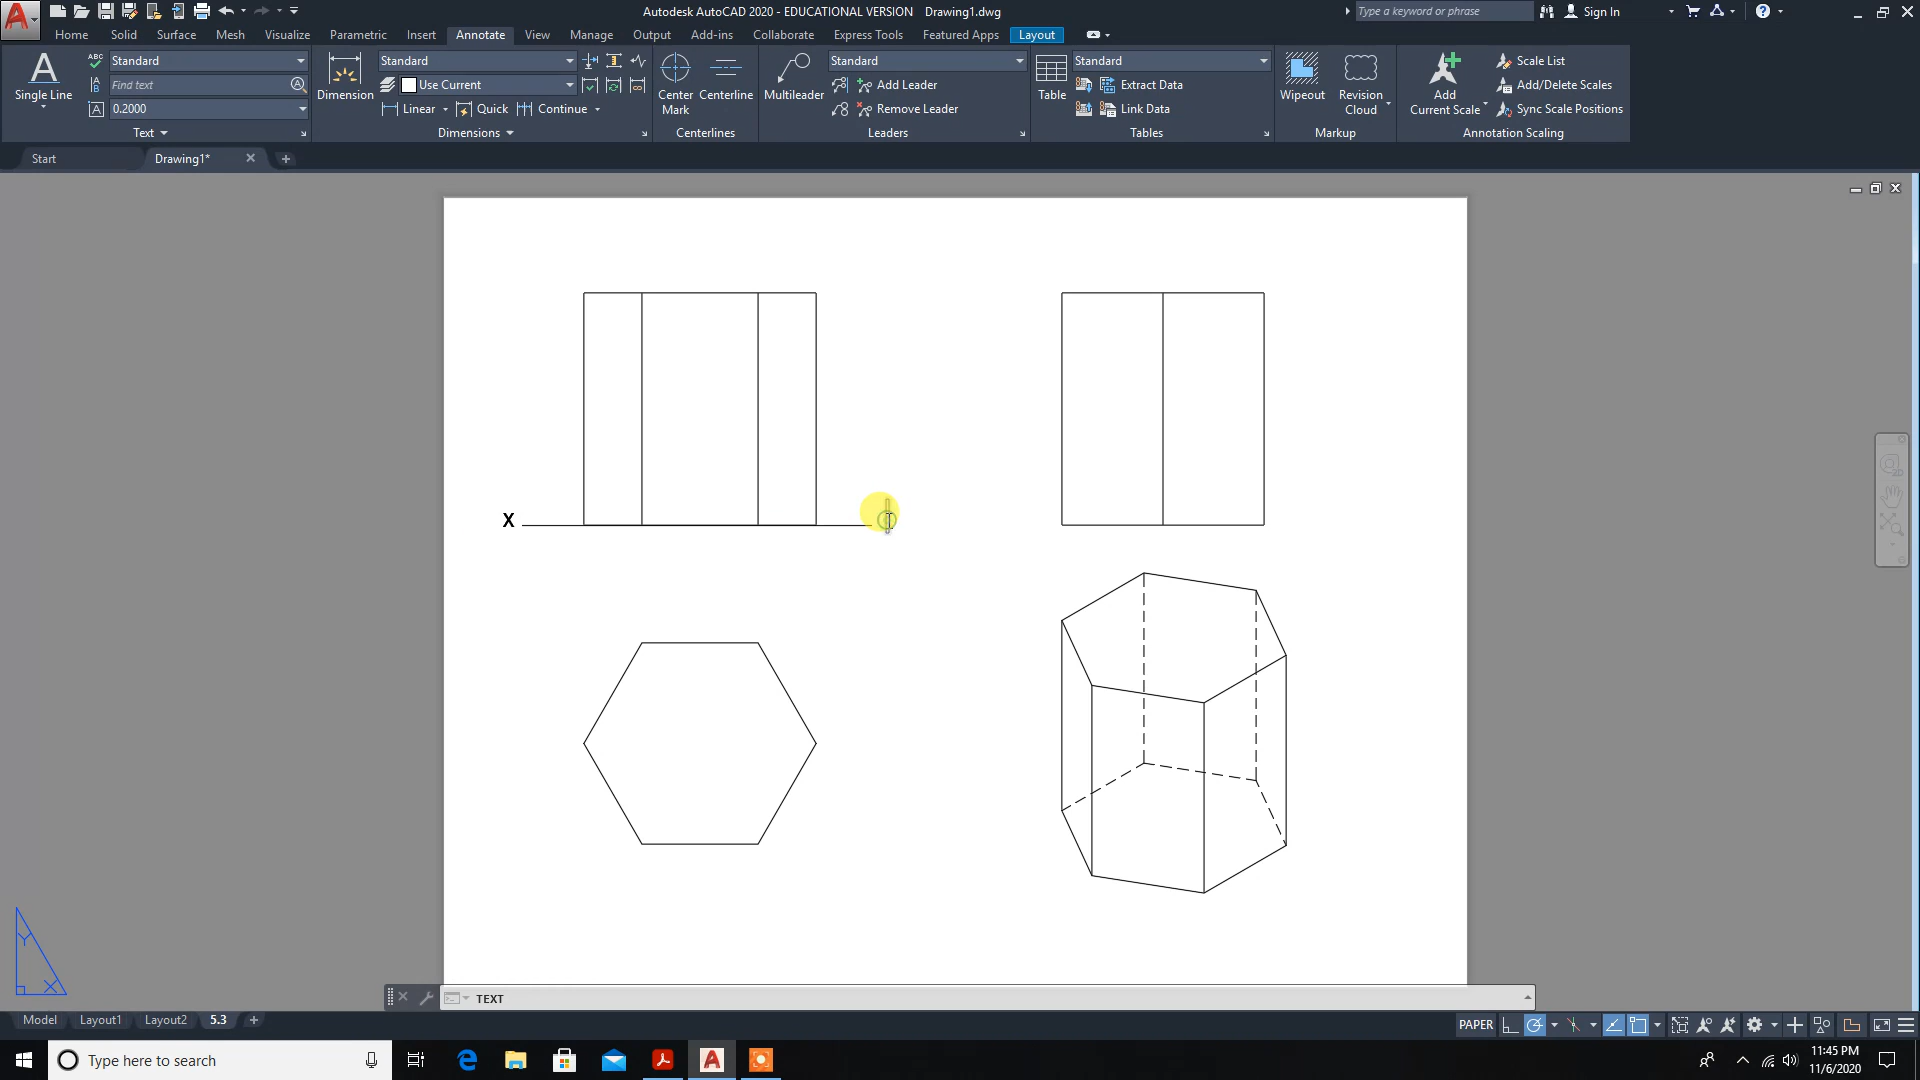 Autodesk AutoCAD 2020 - EDUCATIONAL VERSION Drawing1.dwg
Type a keyword or phrase
Sign In
Home Solid Surface Mesh Visualize Parametric Insert Annotate View Manage Output Add-ins Collaborate Express Tools Featured Apps Layout
Single Line
ABC
Standard
Find text
0.2000
Text
Dimension
Standard
Use Current
Linear Quick Continue
Dimensions
Center Mark
Centerline
Centerlines
Multileader
Standard
Add Leader
Remove Leader
Leaders
Table
Standard
Extract Data
Link Data
Tables
Wipeout
Revision Cloud
Markup
Add Current Scale
Scale List
Add/Delete Scales
Sync Scale Positions
Annotation Scaling
Start
Drawing1*
X
Y
X
TEXT
Model Layout1 Layout2 5.3
PAPER
Type here to search
11:45 PM
11/6/2020